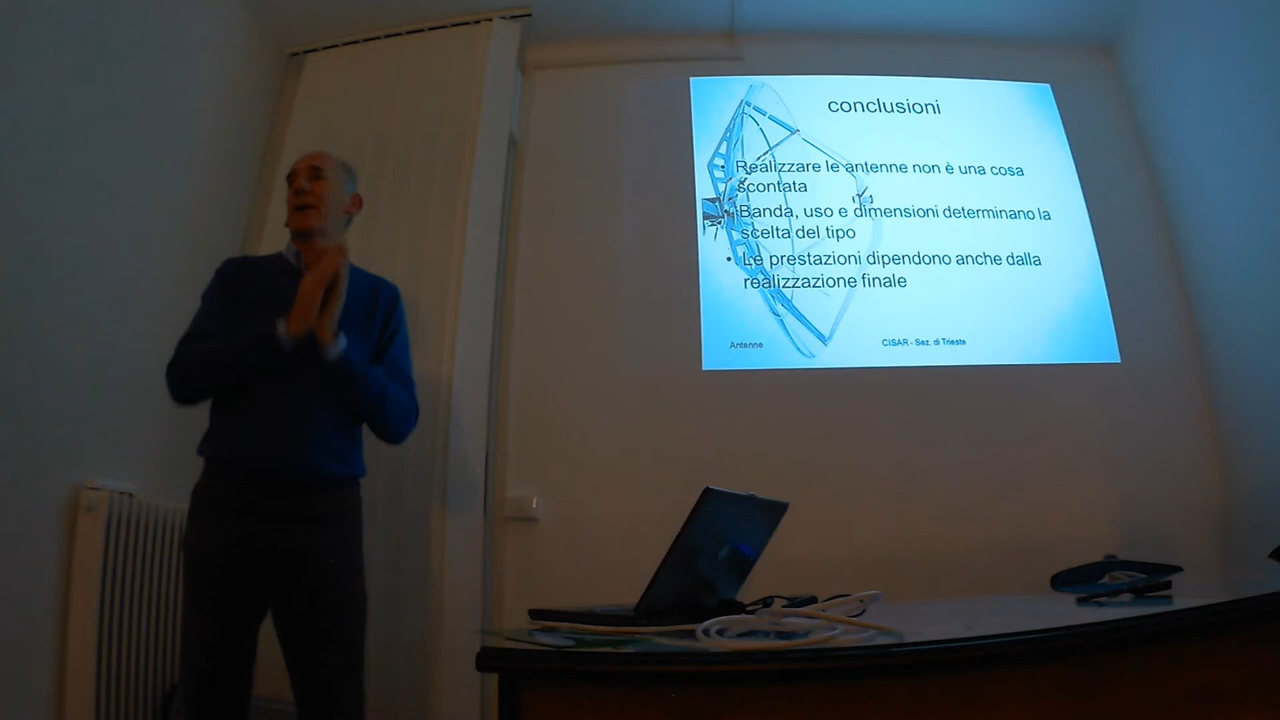 conclusioni
• Realizzare le antenne non è una cosa
scontata
• Banda, uso e dimensioni determinano la
scelta del tipo
• Le prestazioni dipendono anche dalla
realizzazione finale
Antenne
CISAR - Sez. di Trieste